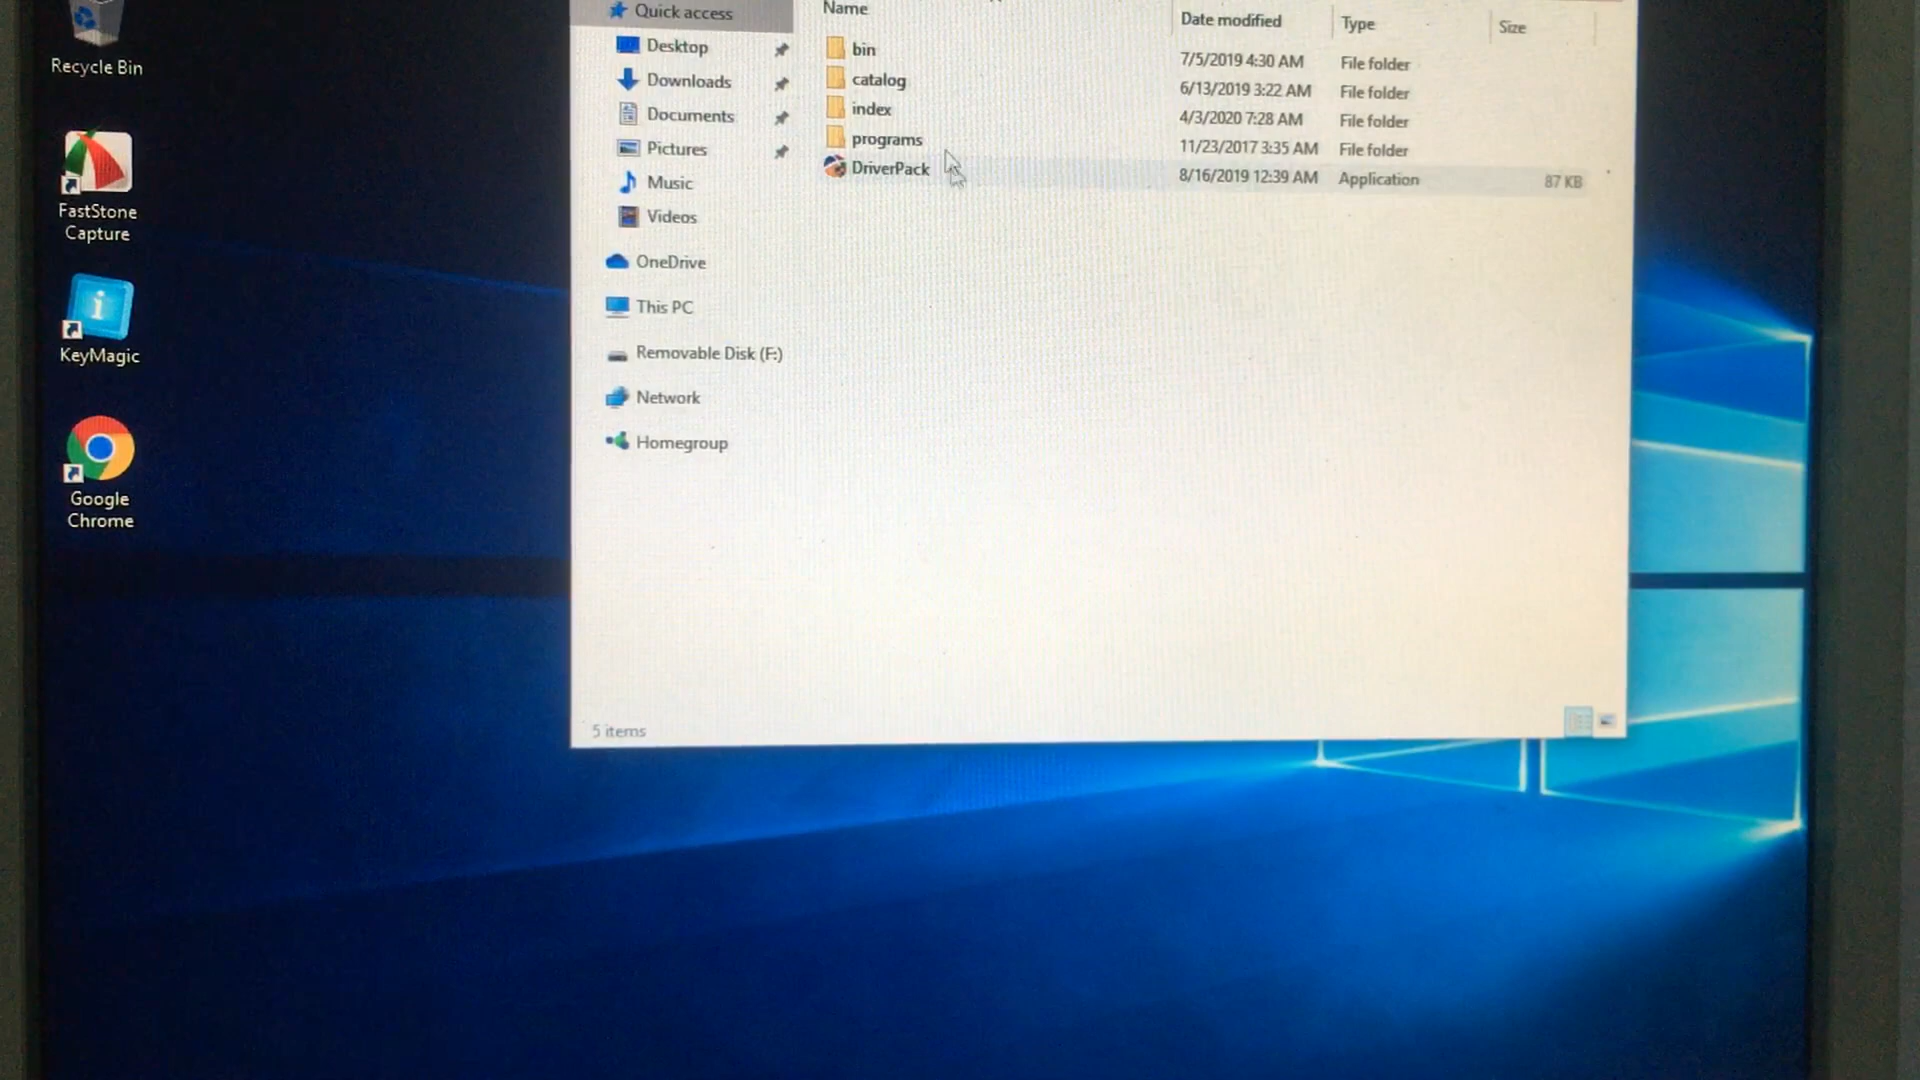 Recycle Bin
FastStone
Capture
KeyMagic
Google
Chrome
Quick access
Desktop
Downloads
Documents
Pictures
Music
Videos
OneDrive
This PC
Removable Disk (F:)
Network
Homegroup
Name Date modified Type Size
bin 7/5/2019 4:30 AM File folder
catalog 6/13/2019 3:22 AM File folder
index 4/3/2020 7:28 AM File folder
programs 11/23/2017 3:35 AM File folder
DriverPack 8/16/2019 12:39 AM Application 87 KB
5 items